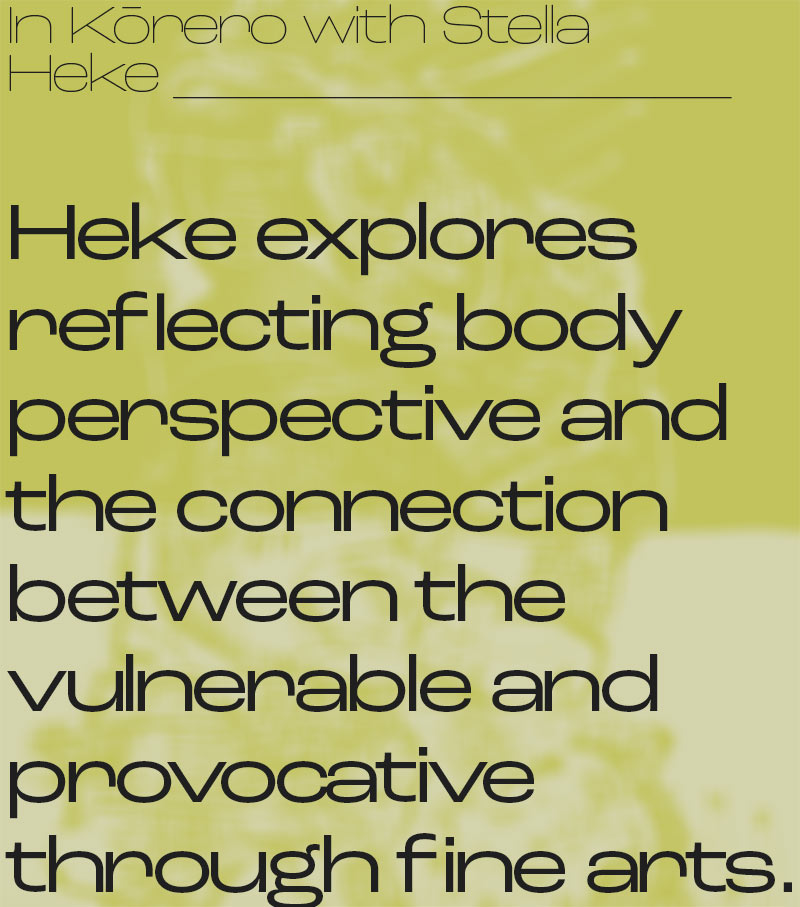 In Kōrero with Stella
Heke
Heke explores
reflecting body
perspective and
the connection
between the
vulnerable and
provocative
through fine arts.